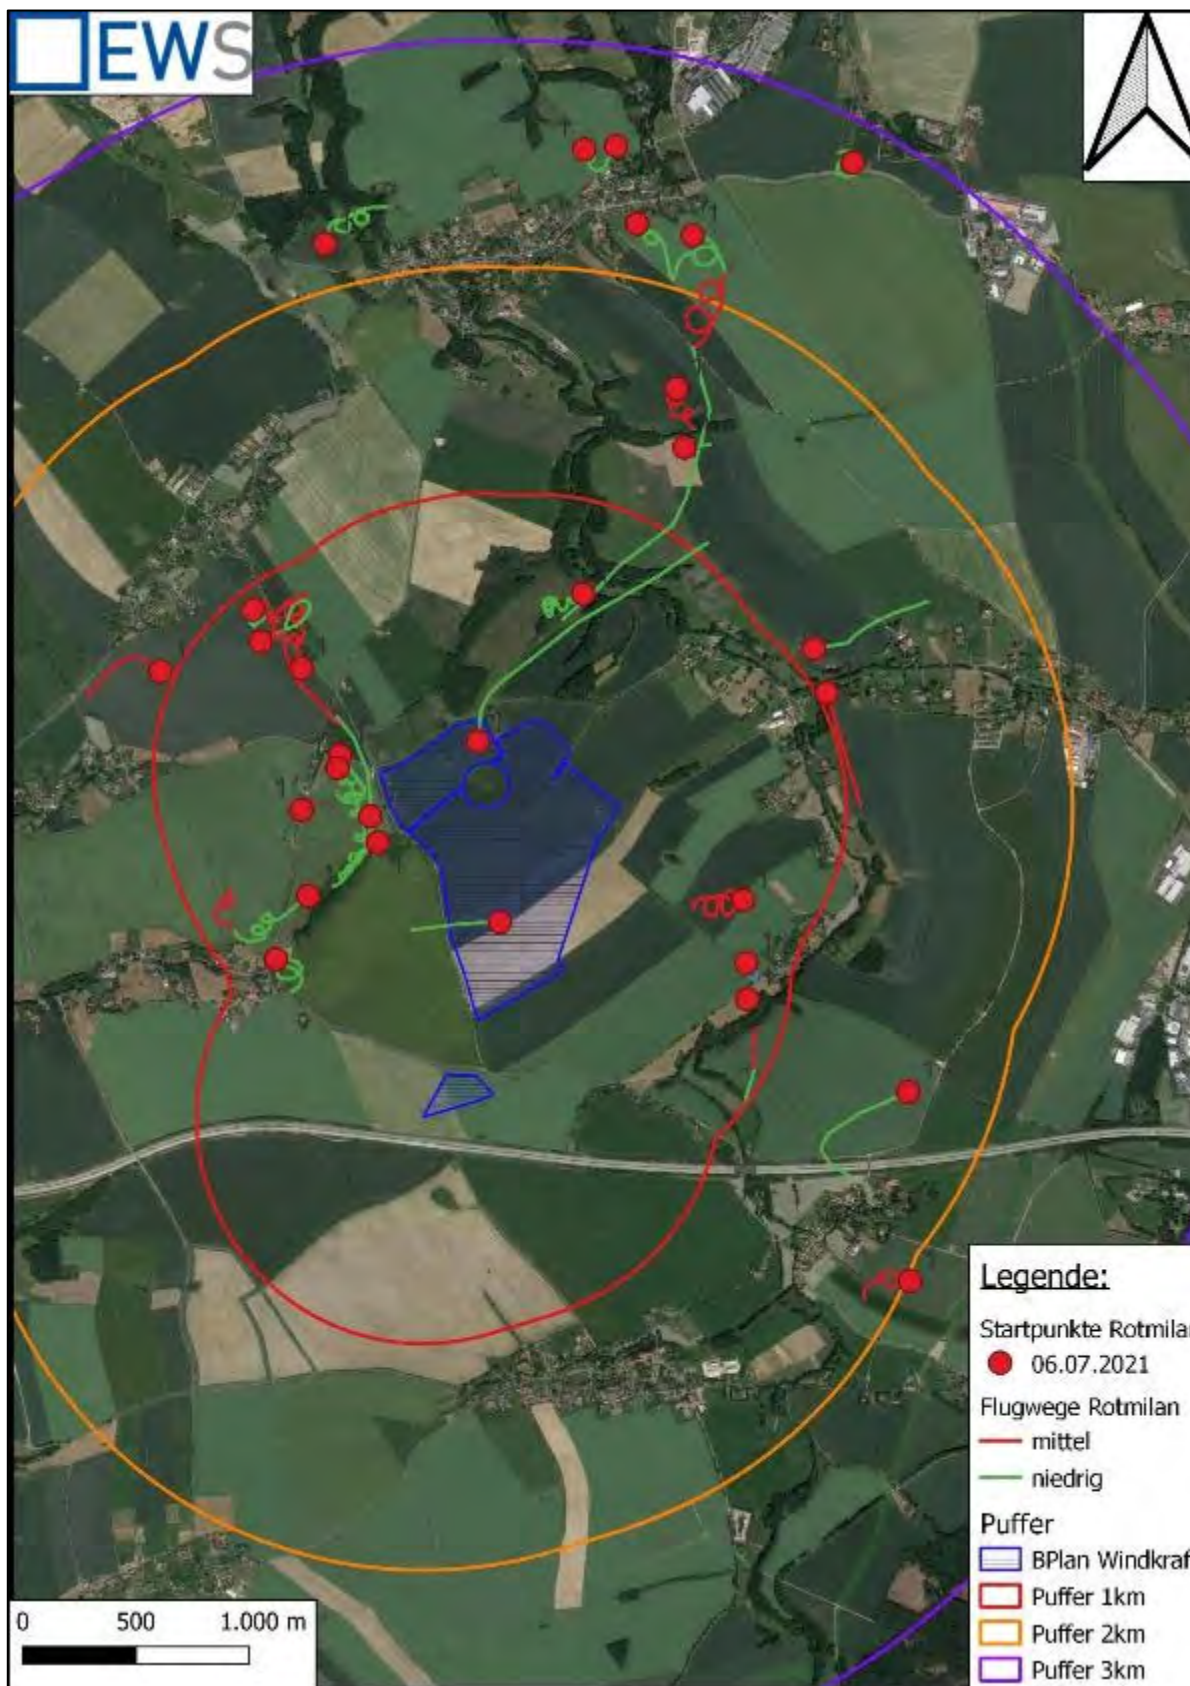 EWS
Legende:
Startpunkte Rotmilan
06.07.2021
Flugwege Rotmilan
mittel
niedrig
Puffer
BPlan Windkraf
Puffer 1km
Puffer 2km
Puffer 3km
0 500 1.000 m